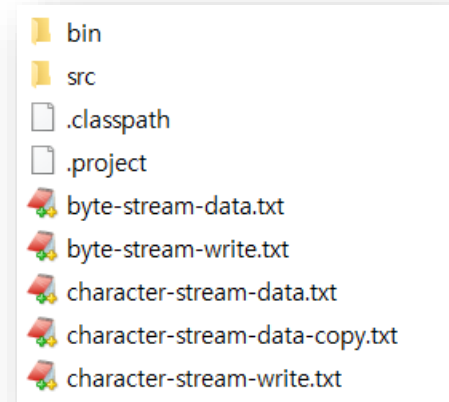 bin
src
.classpath
.project
byte-stream-data.txt
byte-stream-write.txt
character-stream-data.txt
character-stream-data-copy.txt
character-stream-write.txt